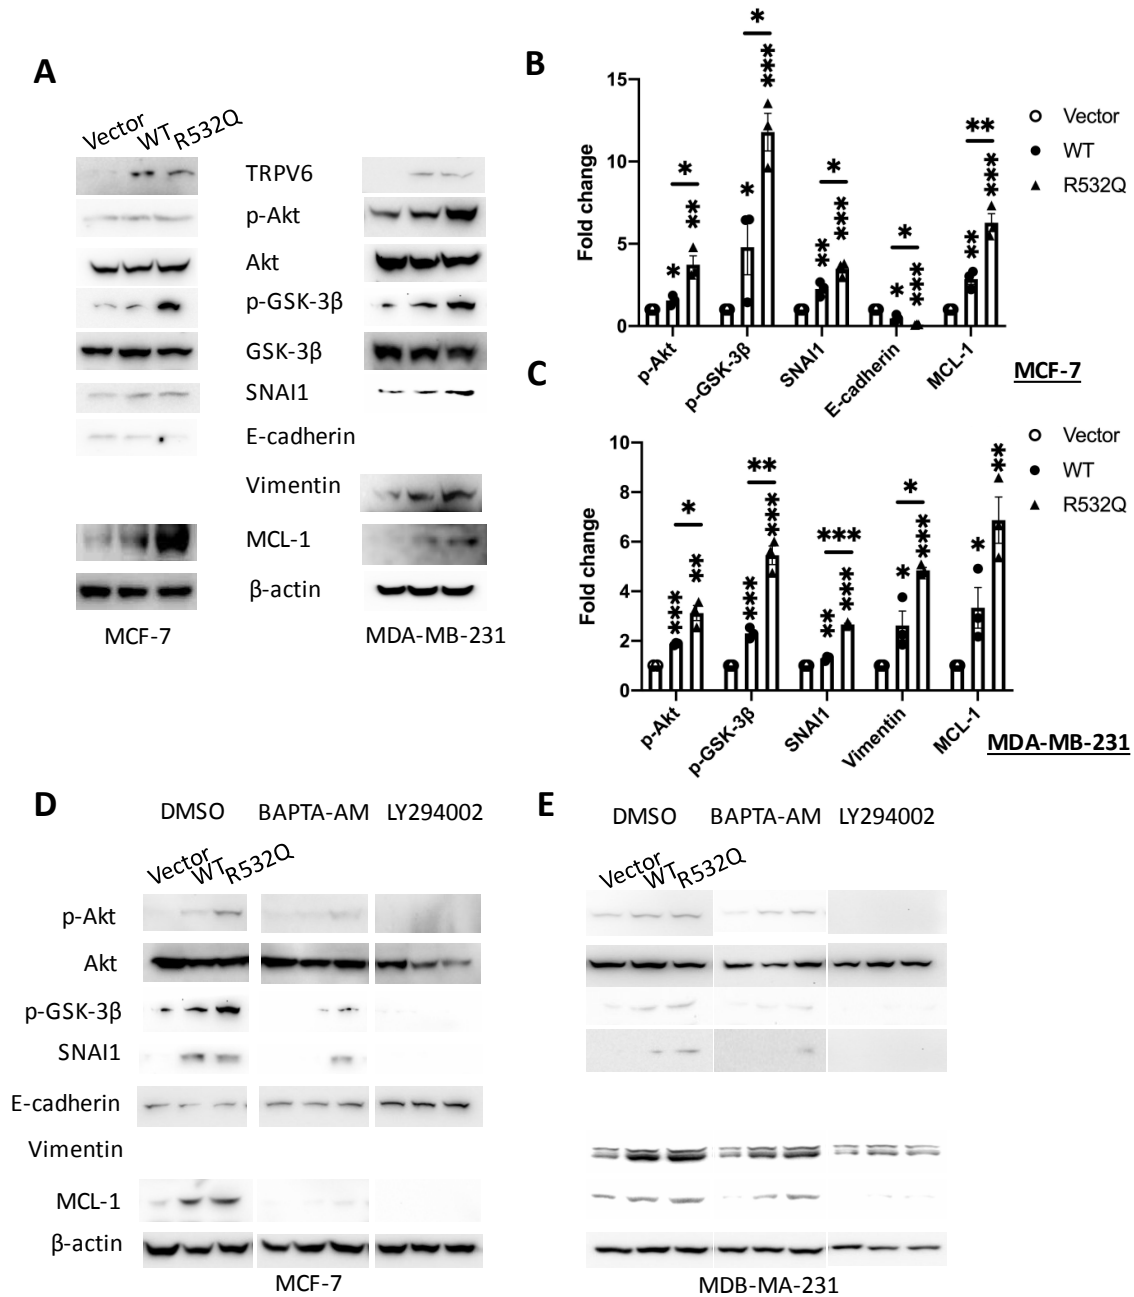 A
Vector WT R532Q
TRPV6
p-Akt
Akt
p-GSK-3β
GSK-3β
SNAI1
E-cadherin
Vimentin
MCL-1
β-actin
MCF-7
MDA-MB-231
B
15
10
5
0
Fold change
*
* *
*
*
***
**
*
***
*
*
***
**
**
***
Vector
WT
R532Q
p-Akt
p-GSK-3β
SNAI1
E-cadherin
MCL-1
MCF-7
C
10
8
6
4
2
0
Fold change
***
*
**
***
**
***
**
***
***
*
*
***
*
**
Vector
WT
R532Q
p-Akt
p-GSK-3β
SNAI1
Vimentin
MCL-1
MDA-MB-231
D
DMSO BAPTA-AM LY294002
Vector WT R532Q
p-Akt
Akt
p-GSK-3β
SNAI1
E-cadherin
Vimentin
MCL-1
β-actin
MCF-7
E
DMSO BAPTA-AM LY294002
Vector WT R532Q
MDB-MA-231